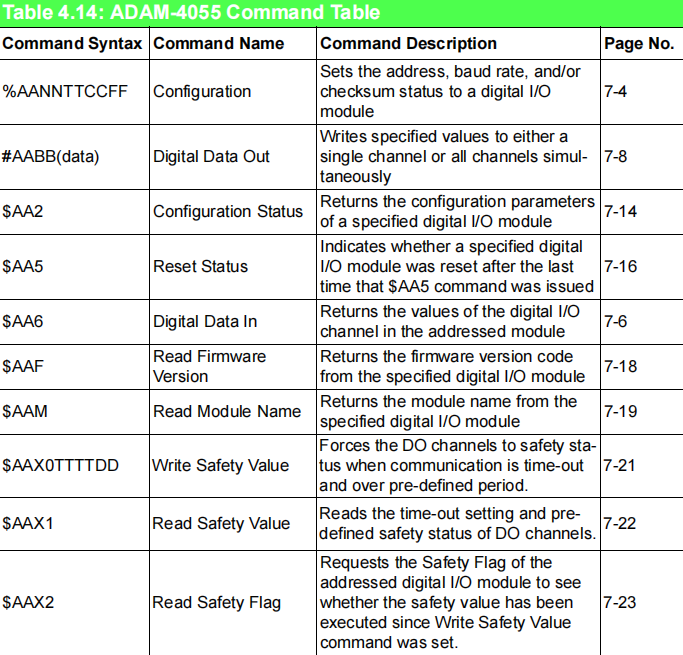 Table 4.14: ADAM-4055 Command Table
Command Syntax Command Name Command Description Page No.
%AANNTTCCFF Configuration Sets the address, baud rate, and/or
checksum status to a digital I/O
module 7-4
#AABB(data) Digital Data Out Writes specified values to either a
single channel or all channels simul-
taneously 7-8
$AA2 Configuration Status Returns the configuration parameters
of a specified digital I/O module 7-14
$AA5 Reset Status Indicates whether a specified digital
I/O module was reset after the last
time that $AA5 command was issued 7-16
$AA6 Digital Data In Returns the values of the digital I/O
channel in the addressed module 7-6
$AAF Read Firmware
Version Returns the firmware version code
from the specified digital I/O module 7-18
$AAM Read Module Name Returns the module name from the
specified digital I/O module 7-19
$AAX0TTTTDD Write Safety Value Forces the DO channels to safety sta-
tus when communication is time-out
and over pre-defined period. 7-21
$AAX1 Read Safety Value Reads the time-out setting and pre-
defined safety status of DO channels. 7-22
$AAX2 Read Safety Flag Requests the Safety Flag of the
addressed digital I/O module to see
whether the safety value has been
executed since Write Safety Value
command was set. 7-23